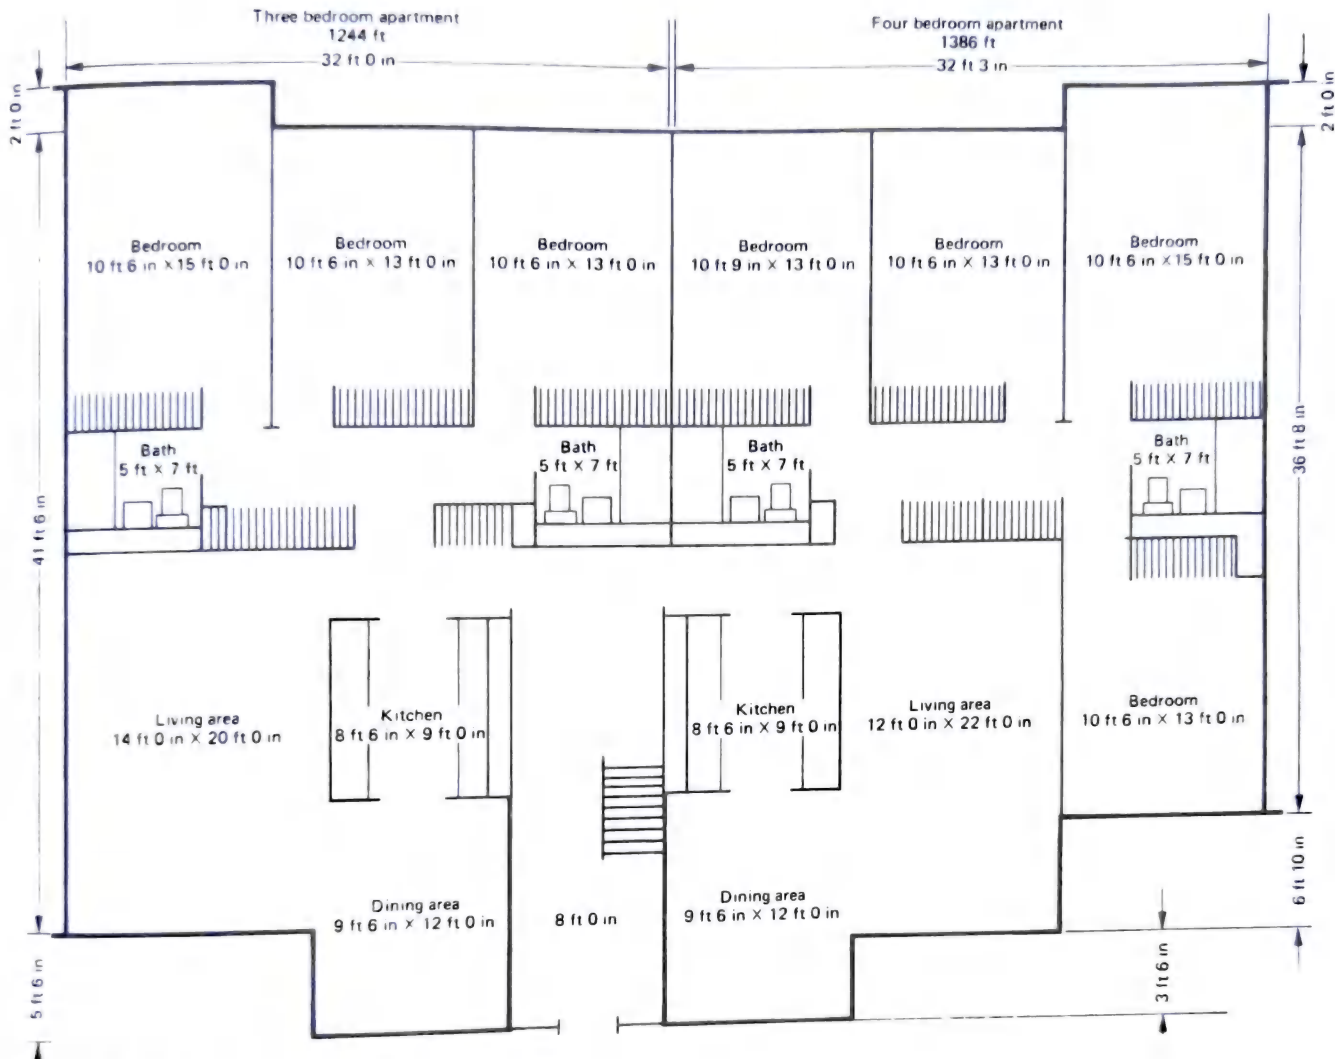 Three bedroom apartment
1244 ft
32 ft 0 in
Four bedroom apartment
1386 ft
32 ft 3 in
2 ft 0 in
2 ft 0 in
Bedroom
10 ft 6 in × 15 ft 0 in
Bedroom
10 ft 6 in × 13 ft 0 in
Bedroom
10 ft 6 in × 13 ft 0 in
Bedroom
10 ft 9 in × 13 ft 0 in
Bedroom
10 ft 6 in × 13 ft 0 in
Bedroom
10 ft 6 in × 15 ft 0 in
41 ft 6 in
36 ft 8 in
Bath
5 ft × 7 ft
Bath
5 ft × 7 ft
Bath
5 ft × 7 ft
Bath
5 ft × 7 ft
Living area
14 ft 0 in × 20 ft 0 in
Kitchen
8 ft 6 in × 9 ft 0 in
Kitchen
8 ft 6 in × 9 ft 0 in
Living area
12 ft 0 in × 22 ft 0 in
Bedroom
10 ft 6 in × 13 ft 0 in
Dining area
9 ft 6 in × 12 ft 0 in
8 ft 0 in
Dining area
9 ft 6 in × 12 ft 0 in
6 ft 10 in
3 ft 6 in
5 ft 6 in